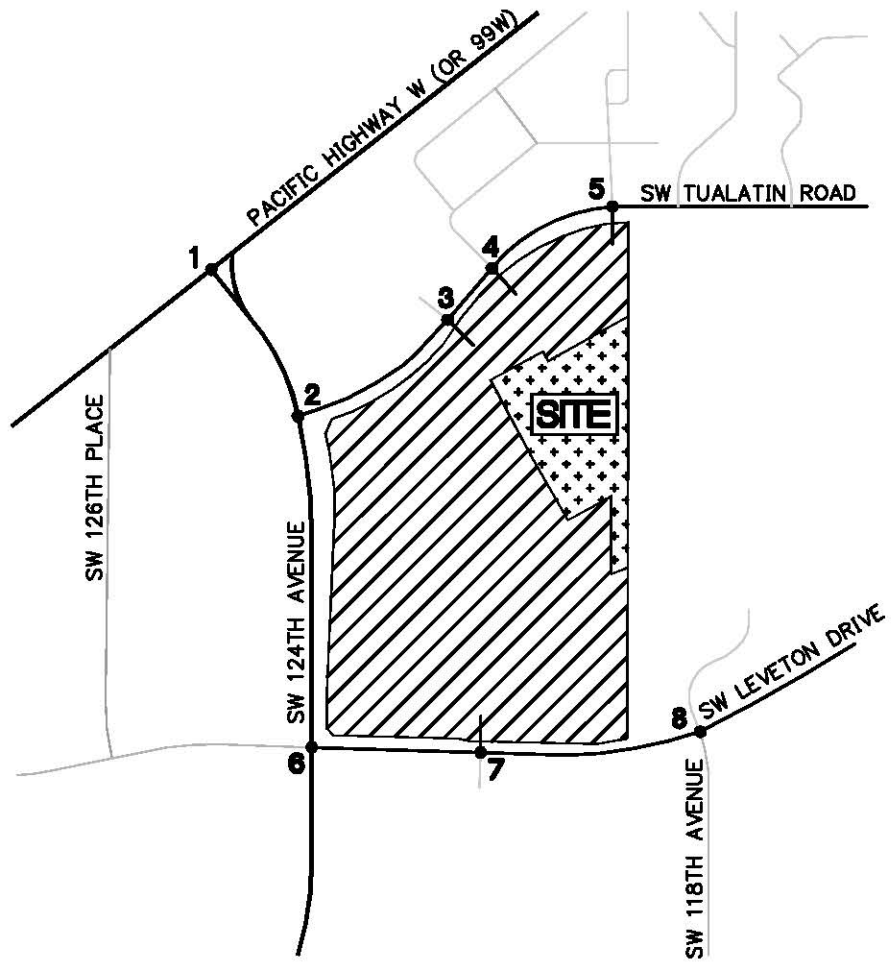 PACIFIC HIGHWAY W (OR 99W)
5
SW TUALATIN ROAD
1
4
3
2
SITE
SW 126TH PLACE
SW 124TH AVENUE
SW LEVETON DRIVE
8
6
7
SW 118TH AVENUE